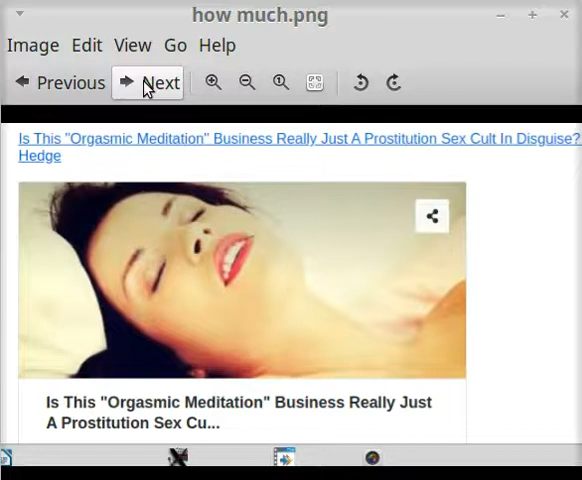 how much.png
Image Edit View Go Help
Previous Next
Is This "Orgasmic Meditation" Business Really Just A Prostitution Sex Cult In Disguise?
Hedge
Is This "Orgasmic Meditation" Business Really Just
A Prostitution Sex Cu...